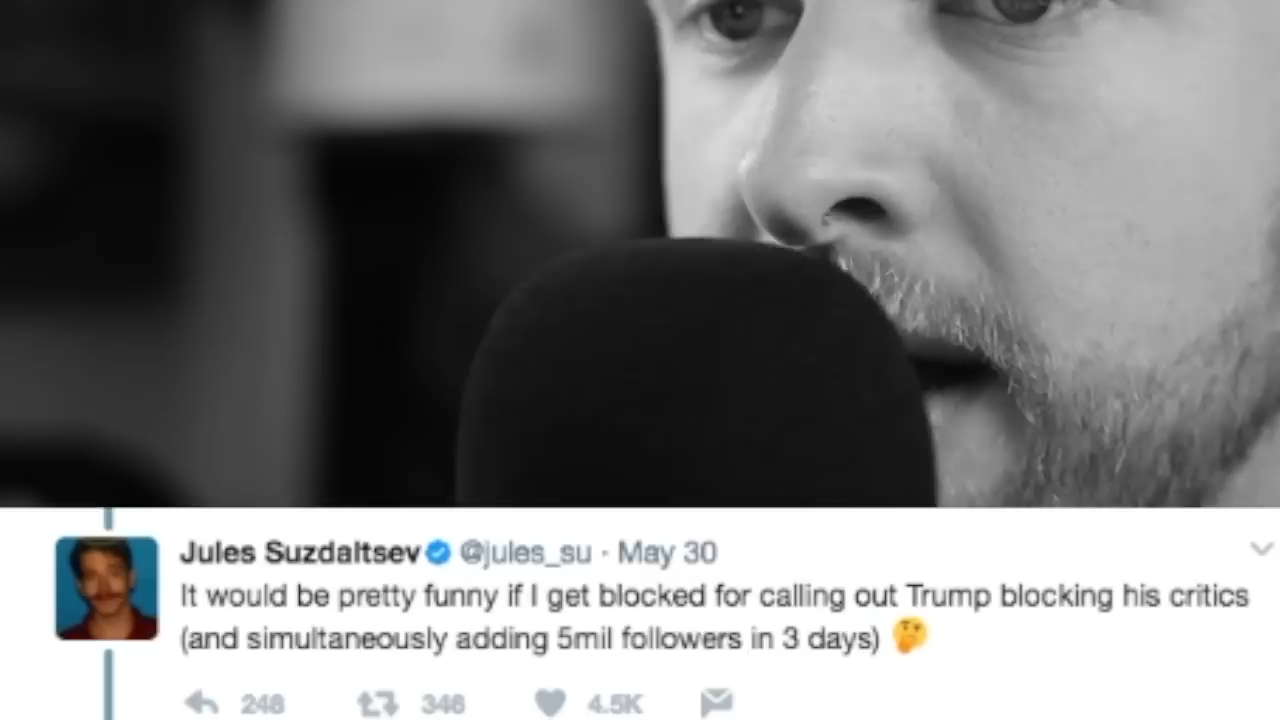 Jules Suzdaltsev @jules_su · May 30
It would be pretty funny if I get blocked for calling out Trump blocking his critics
(and simultaneously adding 5mil followers in 3 days) 🤔
248 346 4.5K